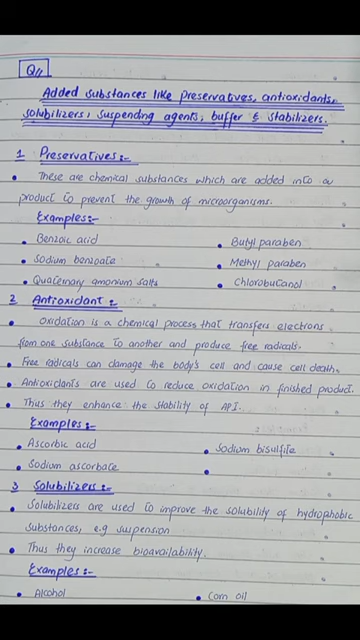 Q4
Added substances like preservatives, antioxidants,
solubilizers, suspending agents, buffer & stabilizers.
1 Preservatives:-
• These are chemical substances which are added into a
product to prevent the growth of microorganisms.
Examples:-
• Benzoic acid • Butyl paraben
• Sodium benzoate • Methyl paraben
• Quaternary amonium salts • Chlorobutanol
2 Antioxidant :-
• Oxidation is a chemical process that transfers electrons
from one substance to another and produce free radicals.
• Free radicals can damage the body's cell and cause cell death.
• Antioxidants are used to reduce oxidation in finished product.
• Thus they enhance the stability of API.
Examples:-
• Ascorbic acid • Sodium bisulfite
• Sodium ascorbate •
3 Solubilizers:-
• Solubilizers are used to improve the solubility of hydrophobic
substances, e.g suspension
• Thus they increase bioavailability.
Examples:-
• Alcohol • Corn oil